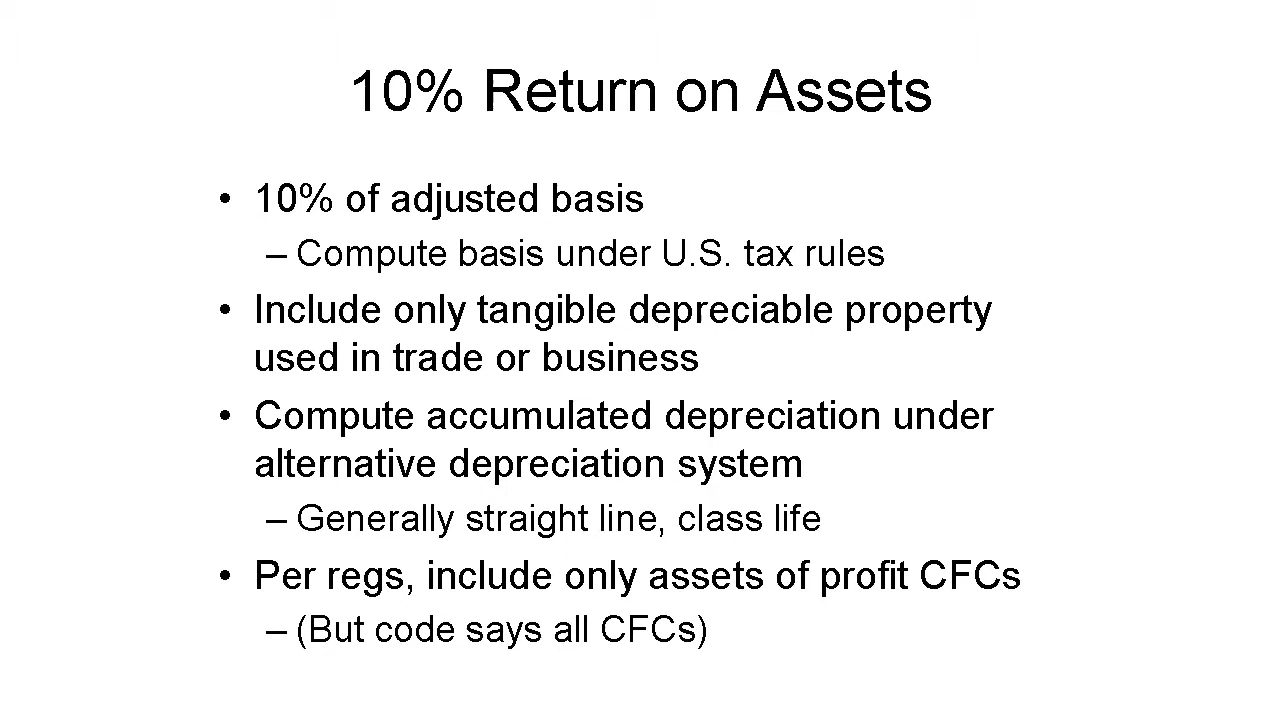 10% Return on Assets
• 10% of adjusted basis
– Compute basis under U.S. tax rules
• Include only tangible depreciable property
used in trade or business
• Compute accumulated depreciation under
alternative depreciation system
– Generally straight line, class life
• Per regs, include only assets of profit CFCs
– (But code says all CFCs)